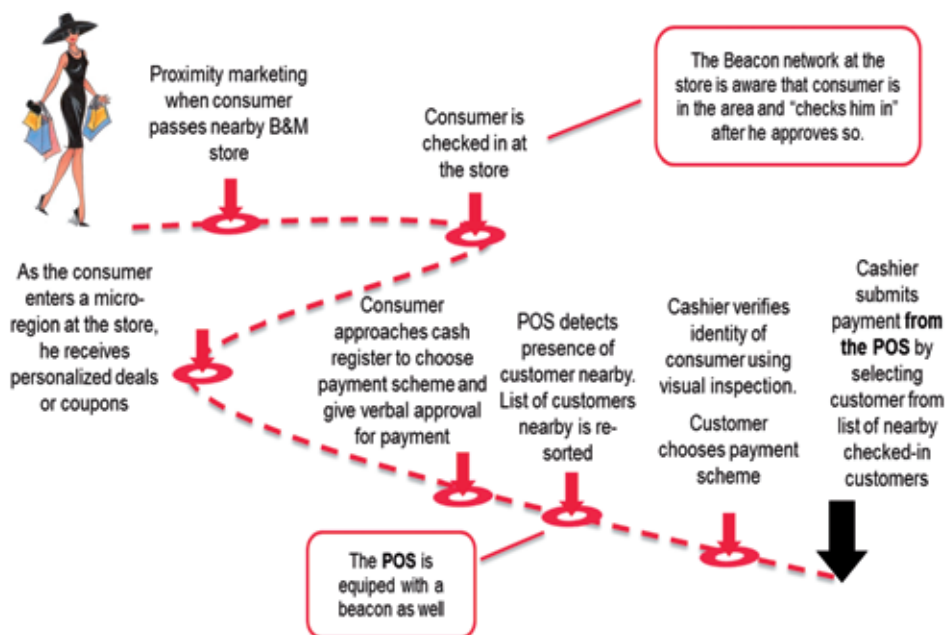 Proximity marketing
when consumer
passes nearby B&M
store
Consumer is
checked in at
the store
The Beacon network at the
store is aware that consumer is
in the area and “checks him in”
after he approves so.
As the consumer
enters a micro-
region at the store,
he receives
personalized deals
or coupons
Consumer
approaches cash
register to choose
payment scheme and
give verbal approval
for payment
POS detects
presence of
customer nearby.
List of customers
nearby is re-
sorted
The POS is
equiped with a
beacon as well
Cashier verifies
identity of
consumer using
visual inspection.
Customer
chooses payment
scheme
Cashier
submits
payment from
the POS by
selecting
customer from
list of nearby
checked-in
customers